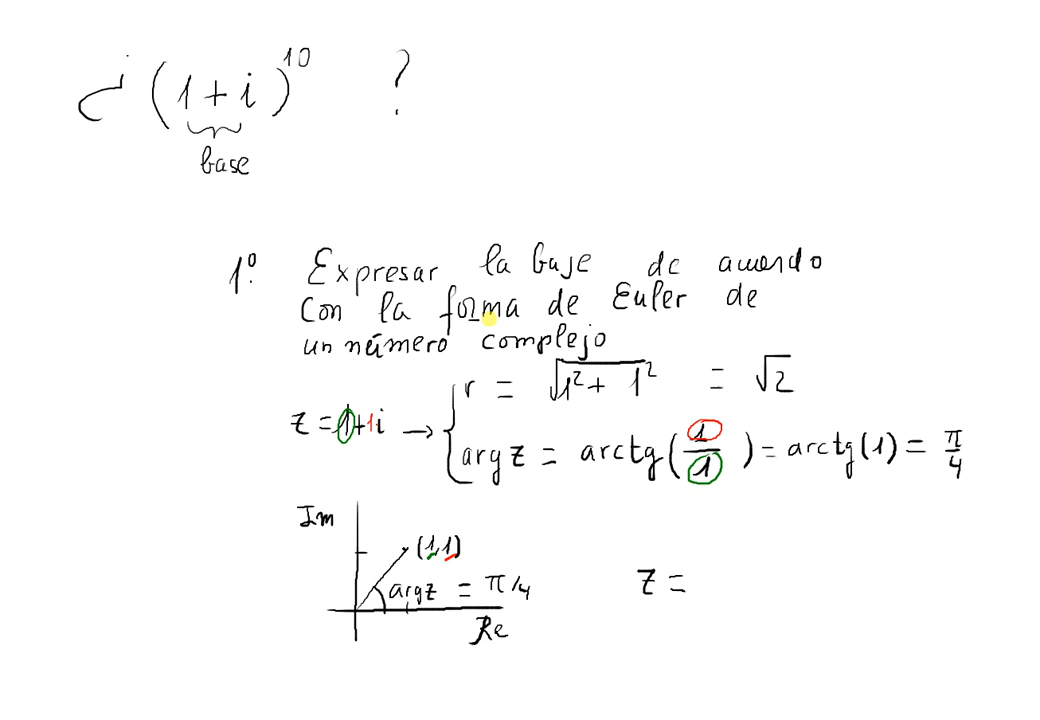 ¿ (1+i)^10 ?
base
1º Expresar la base de acuerdo
con la forma de Euler de
un número complejo
r = √(1²+ 1²) = √2
z = 1+1i →
arg z = arctg(1/1) = arctg(1) = π/4
Im
(1,1)
arg z = π/4
z =
Re